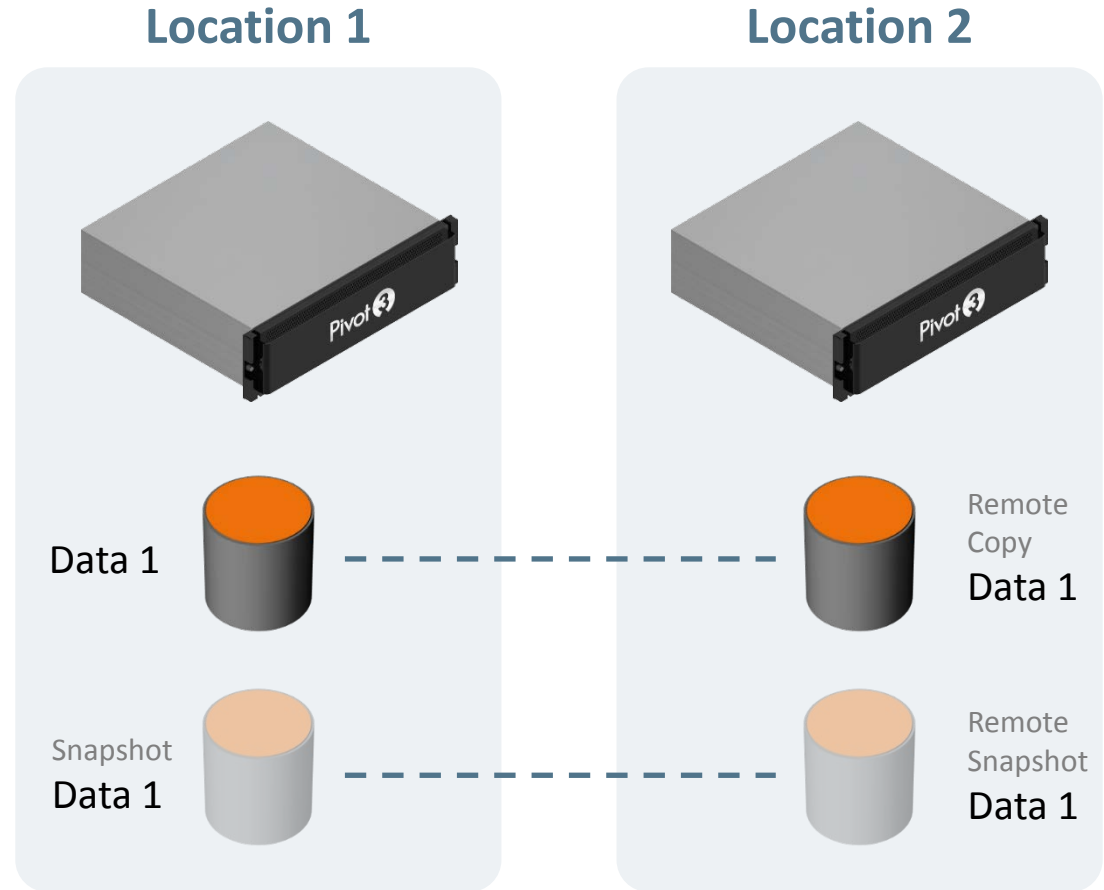 Location 1
Location 2
Pivot3
Pivot3
Data 1
Remote
Copy
Data 1
Snapshot
Data 1
Remote
Snapshot
Data 1